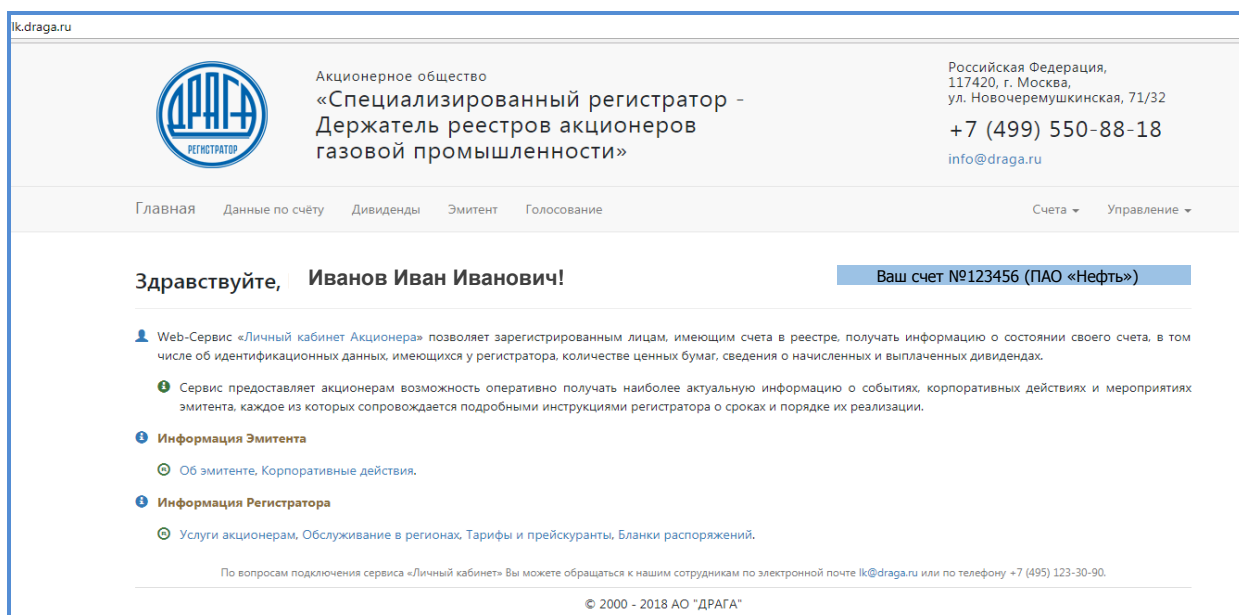 lk.draga.ru
ДРАГА
РЕГИСТРАТОР
Акционерное общество
«Специализированный регистратор -
Держатель реестров акционеров
газовой промышленности»
Российская Федерация,
117420, г. Москва,
ул. Новочеремушкинская, 71/32
+7 (499) 550-88-18
info@draga.ru
Главная Данные по счёту Дивиденды Эмитент Голосование Счета Управление
Здравствуйте, Иванов Иван Иванович!
Ваш счет №123456 (ПАО «Нефть»)
Web-Сервис «Личный кабинет Акционера» позволяет зарегистрированным лицам, имеющим счета в реестре, получать информацию о состоянии своего счета, в том
числе об идентификационных данных, имеющихся у регистратора, количестве ценных бумаг, сведения о начисленных и выплаченных дивидендах.
Сервис предоставляет акционерам возможность оперативно получать наиболее актуальную информацию о событиях, корпоративных действиях и мероприятиях
эмитента, каждое из которых сопровождается подробными инструкциями регистратора о сроках и порядке их реализации.
Информация Эмитента
Об эмитенте, Корпоративные действия.
Информация Регистратора
Услуги акционерам, Обслуживание в регионах, Тарифы и прейскуранты, Бланки распоряжений.
По вопросам подключения сервиса «Личный кабинет» Вы можете обращаться к нашим сотрудникам по электронной почте lk@draga.ru или по телефону +7 (495) 123-30-90.
© 2000 - 2018 АО "ДРАГА"